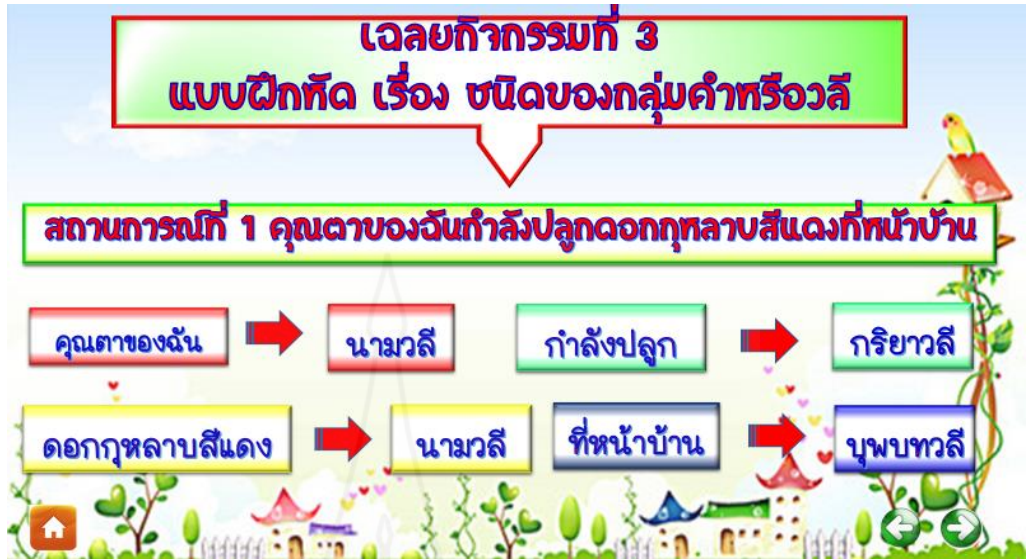 เฉลยกิจกรรมที่ 3
แบบฝึกหัด เรื่อง ชนิดของกลุ่มคำหรือวลี
สถานการณ์ที่ 1 คุณตาของฉันกำลังปลูกดอกกุหลาบสีแดงที่หน้าบ้าน
คุณตาของฉัน นามวลี กำลังปลูก กริยาวลี
ดอกกุหลาบสีแดง นามวลี ที่หน้าบ้าน บุพบทวลี